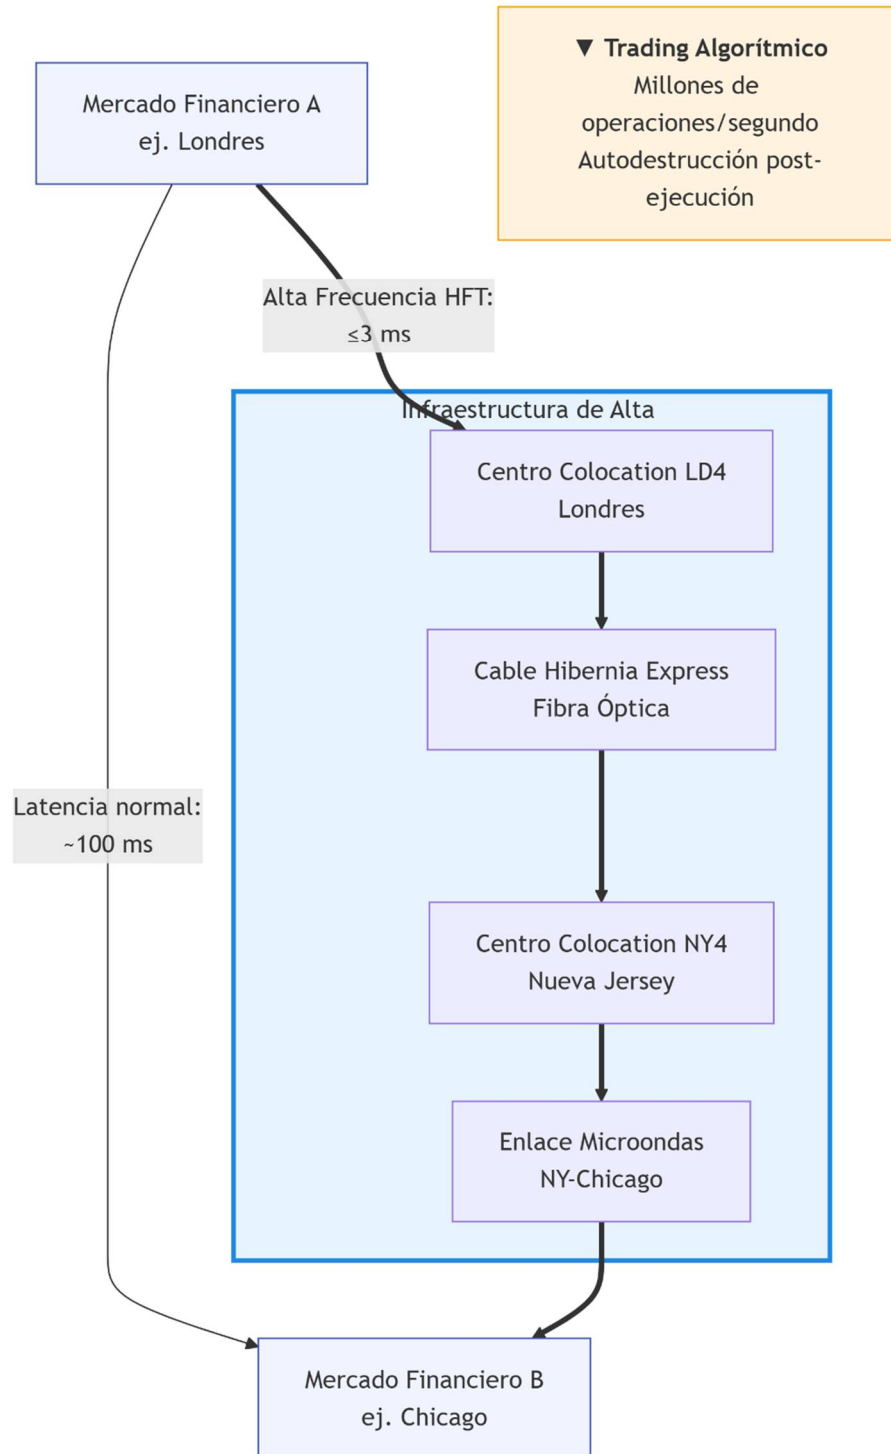 ▼ Trading Algorítmico
Millones de
operaciones/segundo
Autodestrucción post-
ejecución
Mercado Financiero A
ej. Londres
Alta Frecuencia HFT:
≤3 ms
Infraestructura de Alta
Centro Colocation LD4
Londres
Cable Hibernia Express
Fibra Óptica
Latencia normal:
~100 ms
Centro Colocation NY4
Nueva Jersey
Enlace Microondas
NY-Chicago
Mercado Financiero B
ej. Chicago